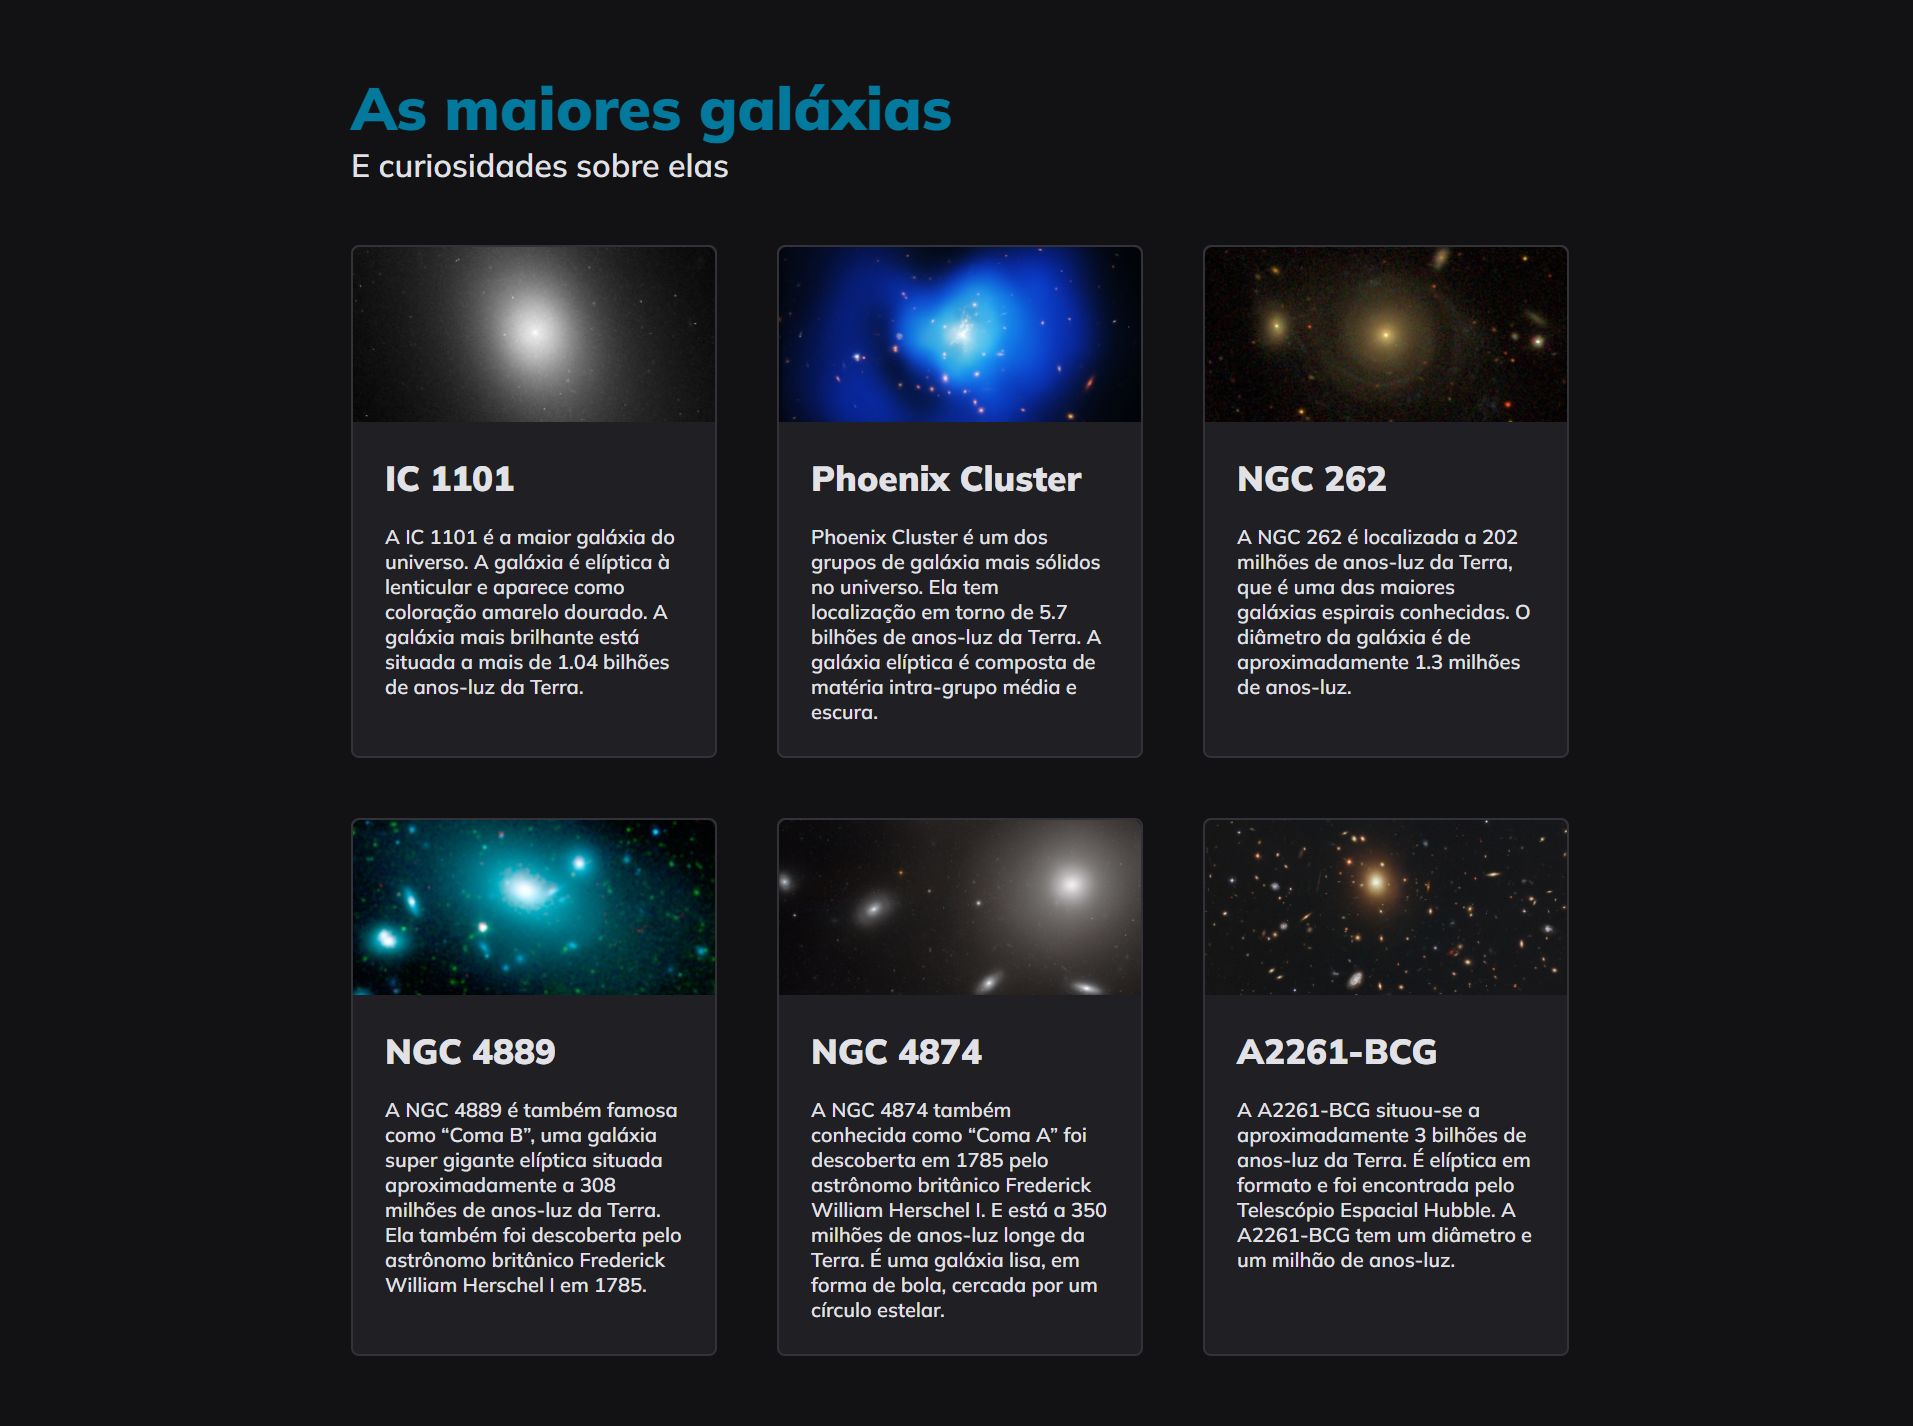 As maiores galáxias
E curiosidades sobre elas
IC 1101
A IC 1101 é a maior galáxia do
universo. A galáxia é elíptica à
lenticular e aparece como
coloração amarelo dourado. A
galáxia mais brilhante está
situada a mais de 1.04 bilhões
de anos-luz da Terra.
Phoenix Cluster
Phoenix Cluster é um dos
grupos de galáxia mais sólidos
no universo. Ela tem
localização em torno de 5.7
bilhões de anos-luz da Terra. A
galáxia elíptica é composta de
matéria intra-grupo média e
escura.
NGC 262
A NGC 262 é localizada a 202
milhões de anos-luz da Terra,
que é uma das maiores
galáxias espirais conhecidas. O
diâmetro da galáxia é de
aproximadamente 1.3 milhões
de anos-luz.
NGC 4889
A NGC 4889 é também famosa
como “Coma B”, uma galáxia
super gigante elíptica situada
aproximadamente a 308
milhões de anos-luz da Terra.
Ela também foi descoberta pelo
astrônomo britânico Frederick
William Herschel I em 1785.
NGC 4874
A NGC 4874 também
conhecida como “Coma A” foi
descoberta em 1785 pelo
astrônomo britânico Frederick
William Herschel I. E está a 350
milhões de anos-luz longe da
Terra. É uma galáxia lisa, em
forma de bola, cercada por um
círculo estelar.
A2261-BCG
A A2261-BCG situou-se a
aproximadamente 3 bilhões de
anos-luz da Terra. É elíptica em
formato e foi encontrada pelo
Telescópio Espacial Hubble. A
A2261-BCG tem um diâmetro e
um milhão de anos-luz.